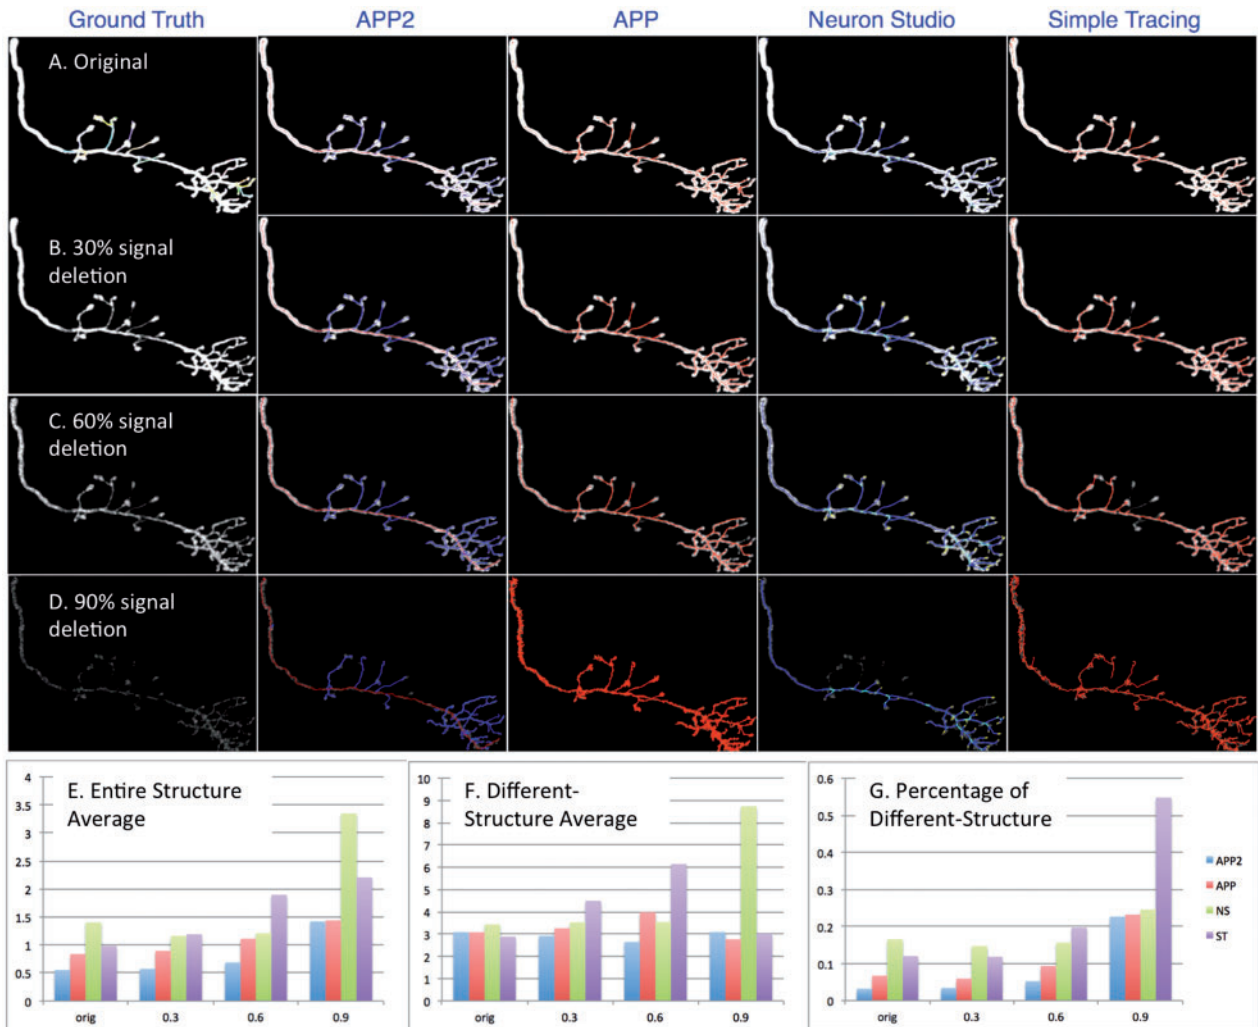 Ground Truth APP2 APP Neuron Studio Simple Tracing
A. Original
B. 30% signal
deletion
C. 60% signal
deletion
D. 90% signal
deletion
E. Entire Structure
Average
4
3.5
3
2.5
2
1.5
1
0.5
0
orig 0.3 0.6 0.9
F. Different-
Structure Average
10
9
8
7
6
5
4
3
2
1
0
orig 0.3 0.6 0.9
G. Percentage of
Different-Structure
0.6
0.5
0.4
0.3
0.2
0.1
0
orig 0.3 0.6 0.9
APP2
APP
NS
ST